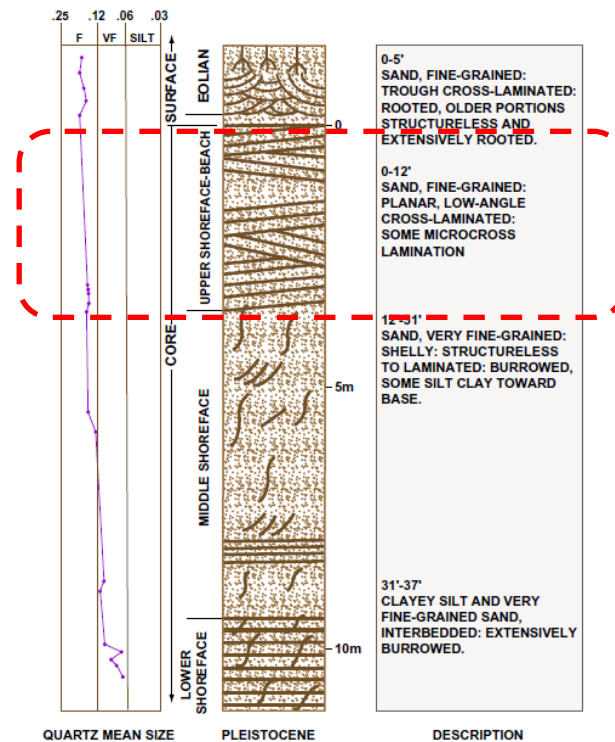 .25 .12 .06 .03
F VF SILT
SURFACE
EOLIAN
0
UPPER SHOREFACE-BEACH
CORE
5m
MIDDLE SHOREFACE
10m
LOWER
SHOREFACE
0-5'
SAND, FINE-GRAINED:
TROUGH CROSS-LAMINATED:
ROOTED, OLDER PORTIONS
STRUCTURELESS AND
EXTENSIVELY ROOTED.
0-12'
SAND, FINE-GRAINED:
PLANAR, LOW-ANGLE
CROSS-LAMINATED:
SOME MICROCROSS
LAMINATION
12'-31'
SAND, VERY FINE-GRAINED:
SHELLY: STRUCTURELESS
TO LAMINATED: BURROWED,
SOME SILT CLAY TOWARD
BASE.
31'-37'
CLAYEY SILT AND VERY
FINE-GRAINED SAND,
INTERBEDDED: EXTENSIVELY
BURROWED.
QUARTZ MEAN SIZE PLEISTOCENE DESCRIPTION